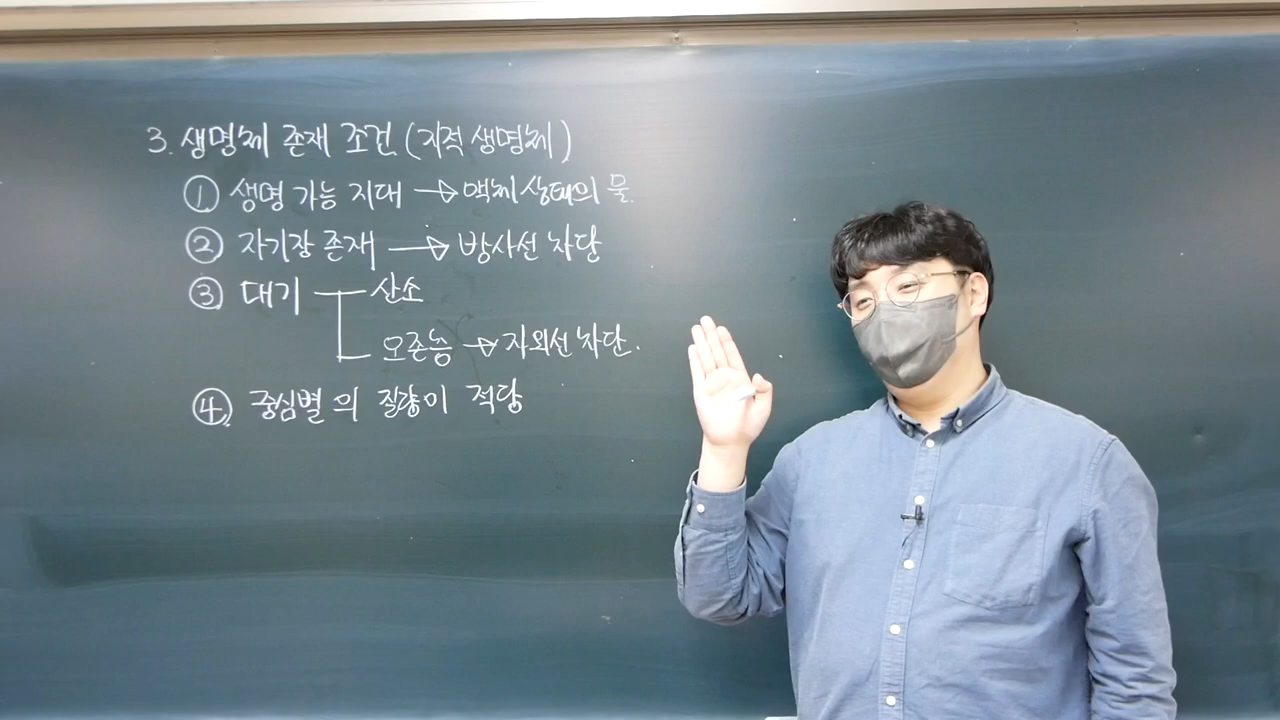 3. 생명체 존재 조건 (지적 생명체)
① 생명 가능 지대 → 액체 상태의 물.
② 자기장 존재 → 방사선 차단
③ 대기 산소
오존층 → 자외선 차단.
④. 중심별의 질량이 적당